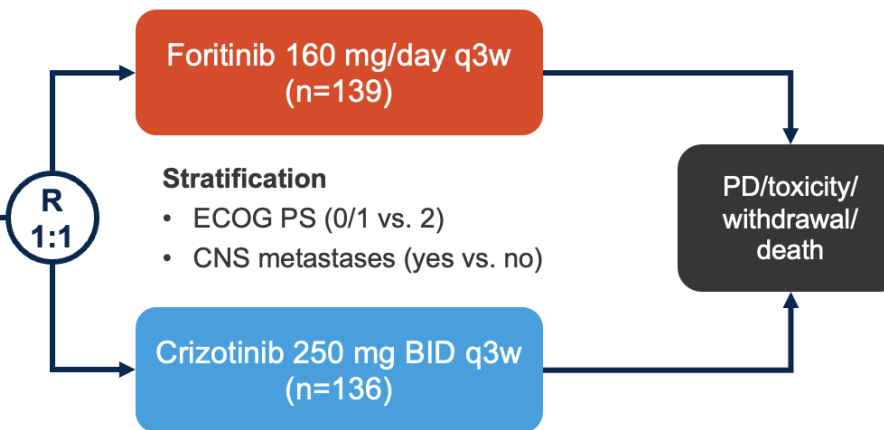 Foritinib 160 mg/day q3w
(n=139)
R
1:1
Stratification
• ECOG PS (0/1 vs. 2)
• CNS metastases (yes vs. no)
PD/toxicity/
withdrawal/
death
Crizotinib 250 mg BID q3w
(n=136)